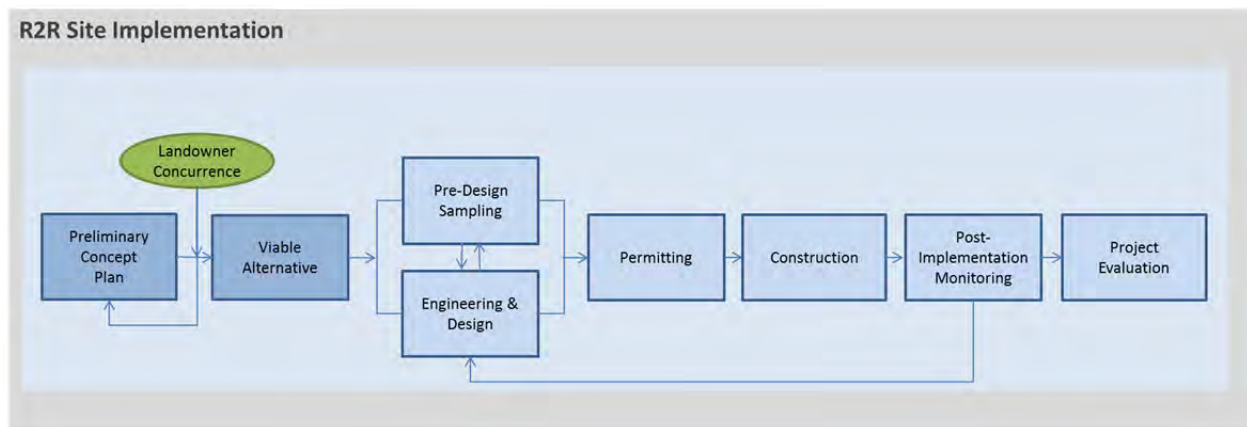 R2R Site Implementation
Landowner
Concurrence
Preliminary
Concept
Plan
Viable
Alternative
Pre-Design
Sampling
Engineering &
Design
Permitting
Construction
Post-
Implementation
Monitoring
Project
Evaluation